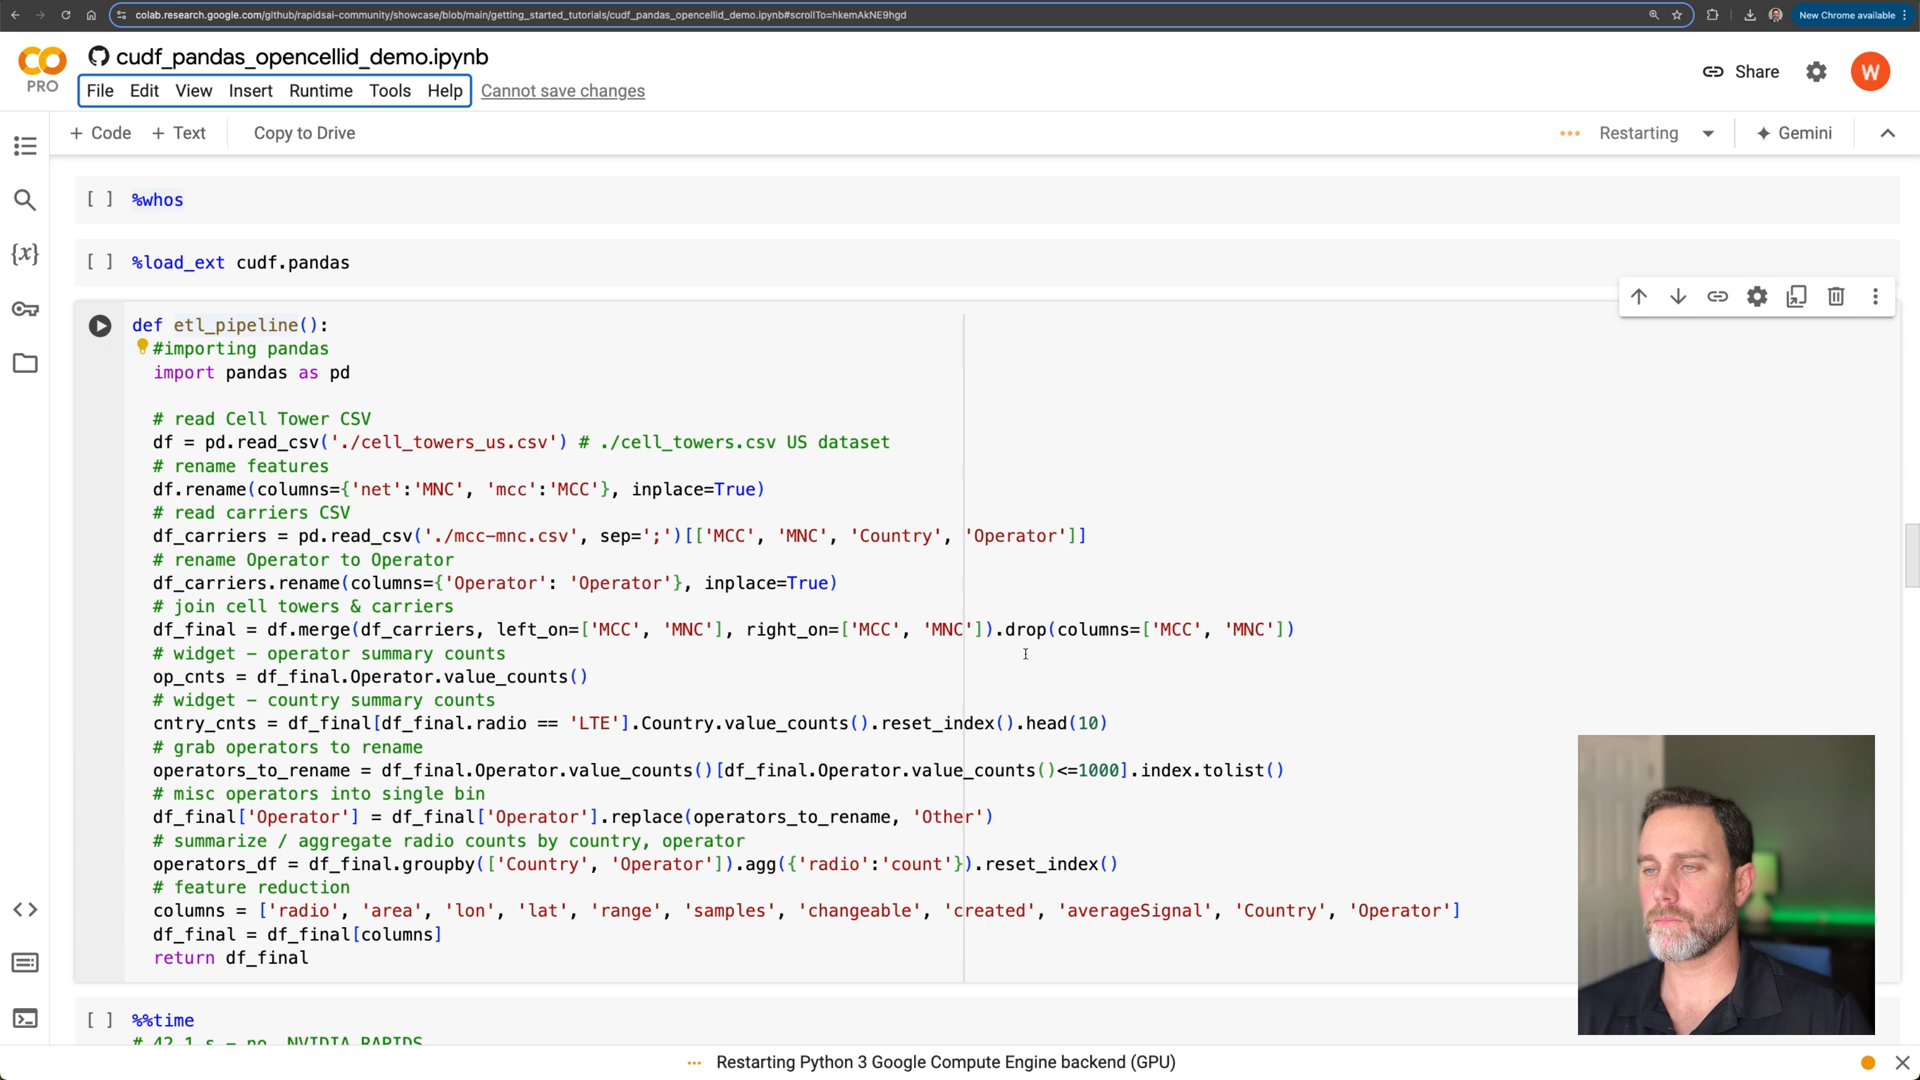 colab.research.google.com/github/rapidsai-community/showcase/blob/main/getting_started_tutorials/cudf_pandas_opencellid_demo.ipynb#scrollTo=hkemAkNE9hgd
New Chrome available
cudf_pandas_opencellid_demo.ipynb
PRO
File Edit View Insert Runtime Tools Help Cannot save changes
Share
W
+ Code + Text Copy to Drive
Restarting
Gemini
[ ] %whos
[ ] %load_ext cudf.pandas
{x}
def etl_pipeline():
#importing pandas
import pandas as pd
# read Cell Tower CSV
df = pd.read_csv('./cell_towers_us.csv') # ./cell_towers.csv US dataset
# rename features
df.rename(columns={'net':'MNC', 'mcc':'MCC'}, inplace=True)
# read carriers CSV
df_carriers = pd.read_csv('./mcc-mnc.csv', sep=';')[['MCC', 'MNC', 'Country', 'Operator']]
# rename Operator to Operator
df_carriers.rename(columns={'Operator': 'Operator'}, inplace=True)
# join cell towers & carriers
df_final = df.merge(df_carriers, left_on=['MCC', 'MNC'], right_on=['MCC', 'MNC']).drop(columns=['MCC', 'MNC'])
# widget – operator summary counts
op_cnts = df_final.Operator.value_counts()
# widget – country summary counts
cntry_cnts = df_final[df_final.radio == 'LTE'].Country.value_counts().reset_index().head(10)
# grab operators to rename
operators_to_rename = df_final.Operator.value_counts()[df_final.Operator.value_counts()<=1000].index.tolist()
# misc operators into single bin
df_final['Operator'] = df_final['Operator'].replace(operators_to_rename, 'Other')
# summarize / aggregate radio counts by country, operator
operators_df = df_final.groupby(['Country', 'Operator']).agg({'radio':'count'}).reset_index()
# feature reduction
columns = ['radio', 'area', 'lon', 'lat', 'range', 'samples', 'changeable', 'created', 'averageSignal', 'Country', 'Operator']
df_final = df_final[columns]
return df_final
[ ] %%time
# 42.1 s – no NVIDIA RAPIDS
Restarting Python 3 Google Compute Engine backend (GPU)